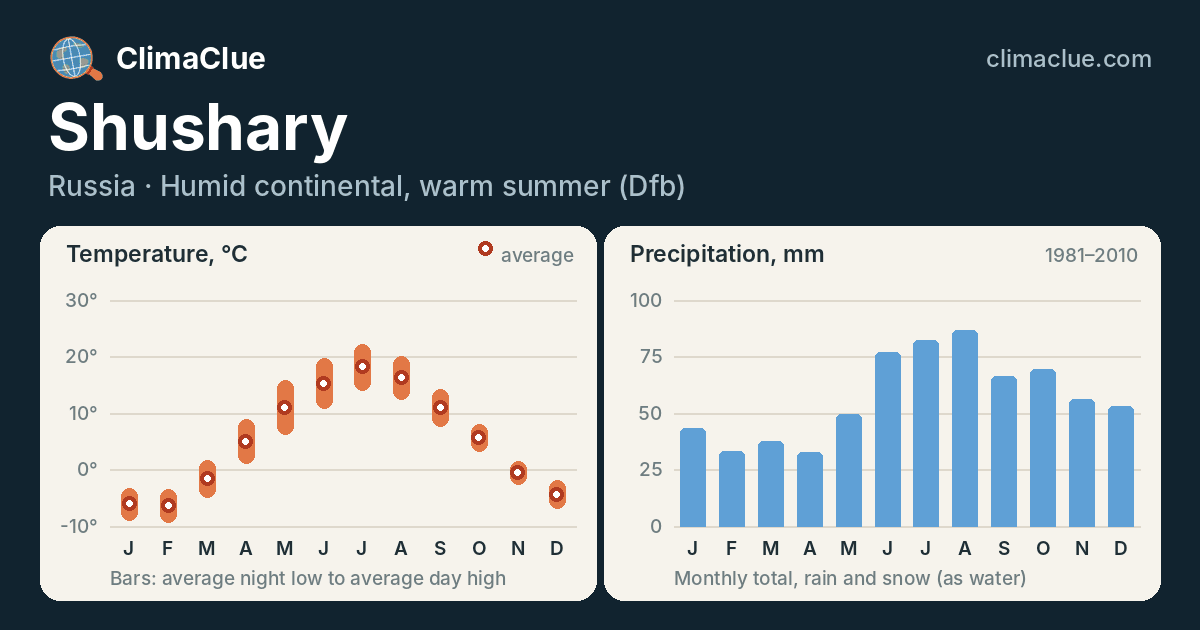 ClimaClue
climaclue.com
Shushary
Russia · Humid continental, warm summer (Dfb)
Temperature, °C
average
30°
20°
10°
0°
-10°
J F M A M J J A S O N D
Bars: average night low to average day high
Precipitation, mm
1981–2010
100
75
50
25
0
J F M A M J J A S O N D
Monthly total, rain and snow (as water)